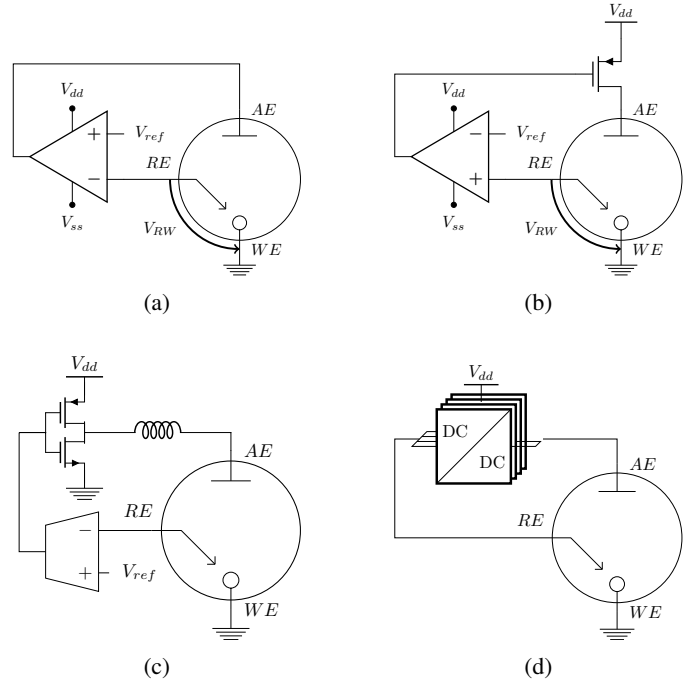 V_dd
AE
+
V_ref
−
RE
V_ss
V_RW
WE
(a)
V_dd
V_dd
AE
−
V_ref
RE
+
V_ss
V_RW
WE
(b)
V_dd
AE
RE
−
+
V_ref
WE
(c)
V_dd
DC
DC
AE
RE
WE
(d)